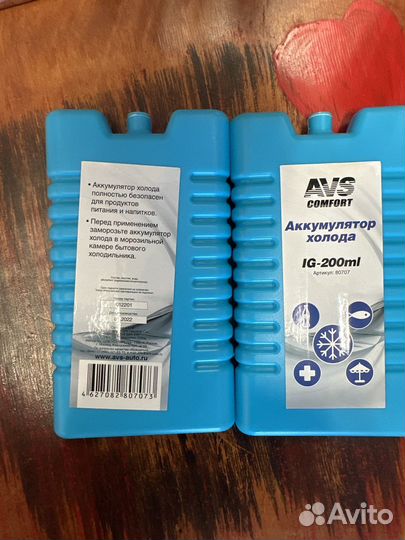 • Аккумулятор холода
полностью безопасен
для продуктов
питания и напитков.
• Перед применением
заморозьте аккумулятор
холода в морозильной
камере бытового
холодильника.
012201
2022
www.avs-auto.ru
4 627082 807073
AVS
COMFORT
Аккумулятор
холода
IG-200ml
Артикул: 80707
Avito